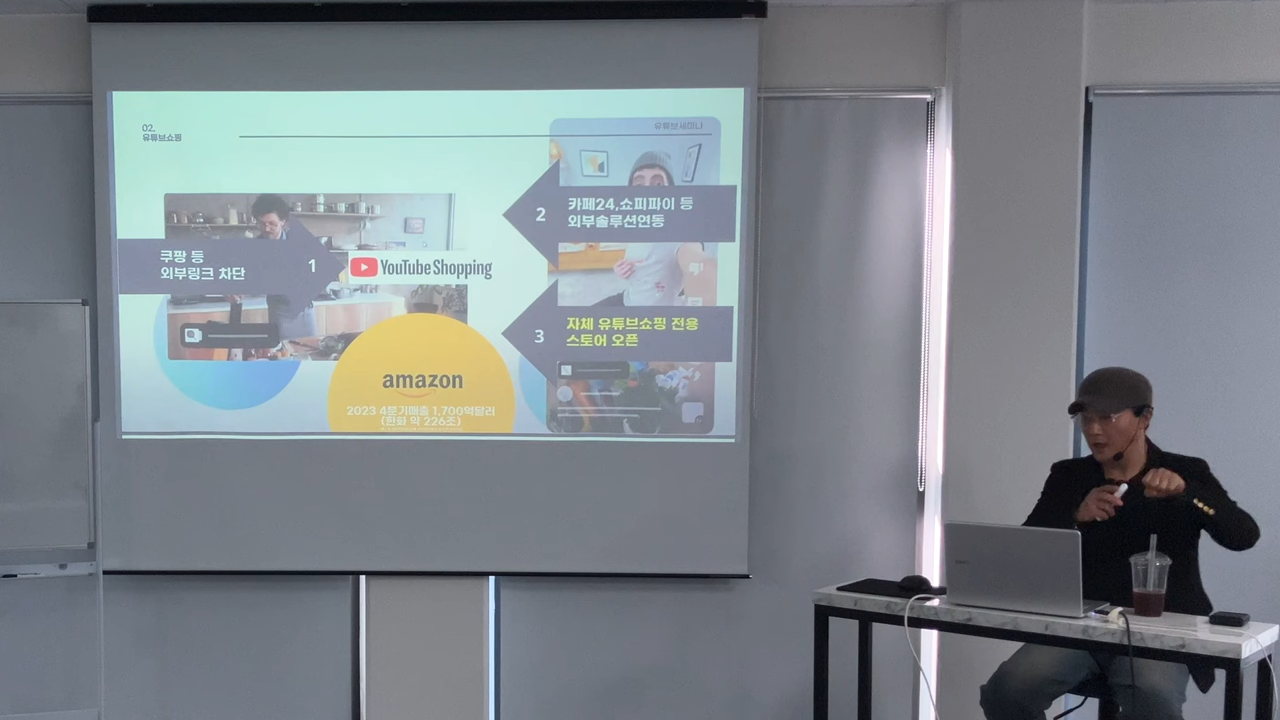 02.
유튜브쇼핑
유튜브세미나
쿠팡 등
외부링크 차단
1
YouTube Shopping
2
카페24,쇼피파이 등
외부솔루션연동
3
자체 유튜브쇼핑 전용
스토어 오픈
amazon
2023 4분기매출 1,700억달러
(한화 약 226조)